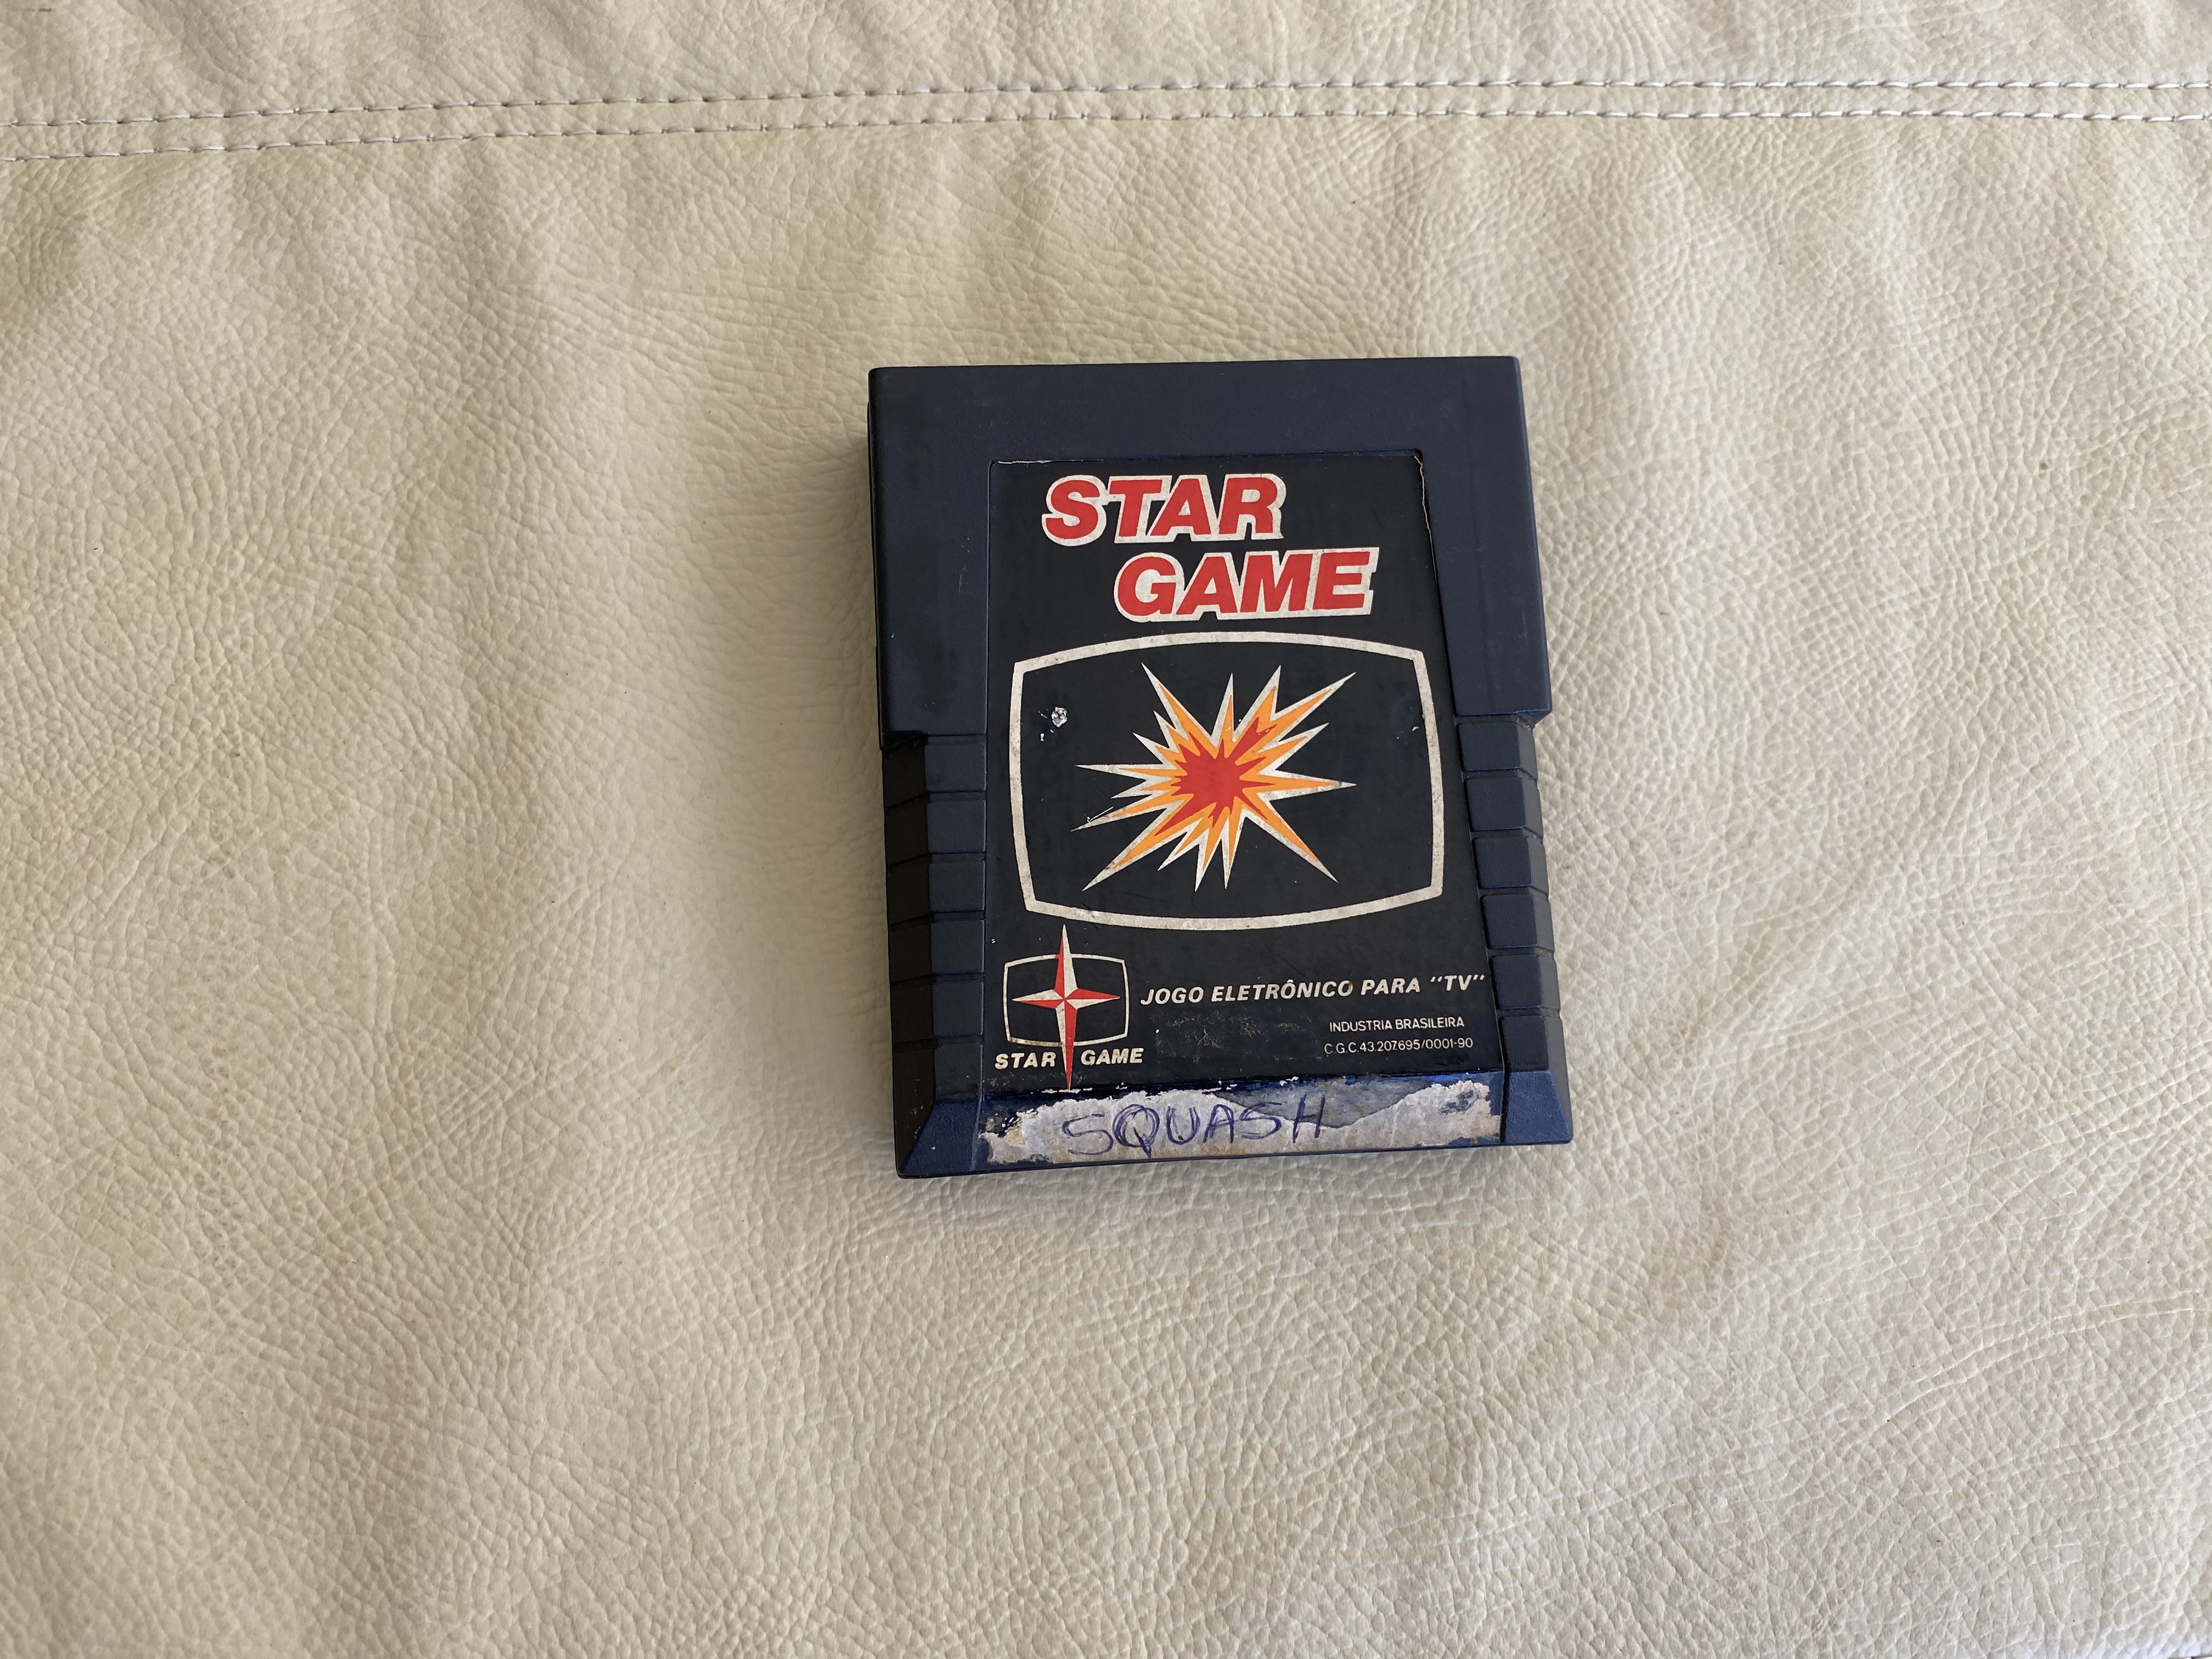 STAR
GAME
JOGO ELETRÔNICO PARA "TV"
INDUSTRIA BRASILEIRA
C.G.C.43.207.695/0001-90
STAR GAME
SQUASH